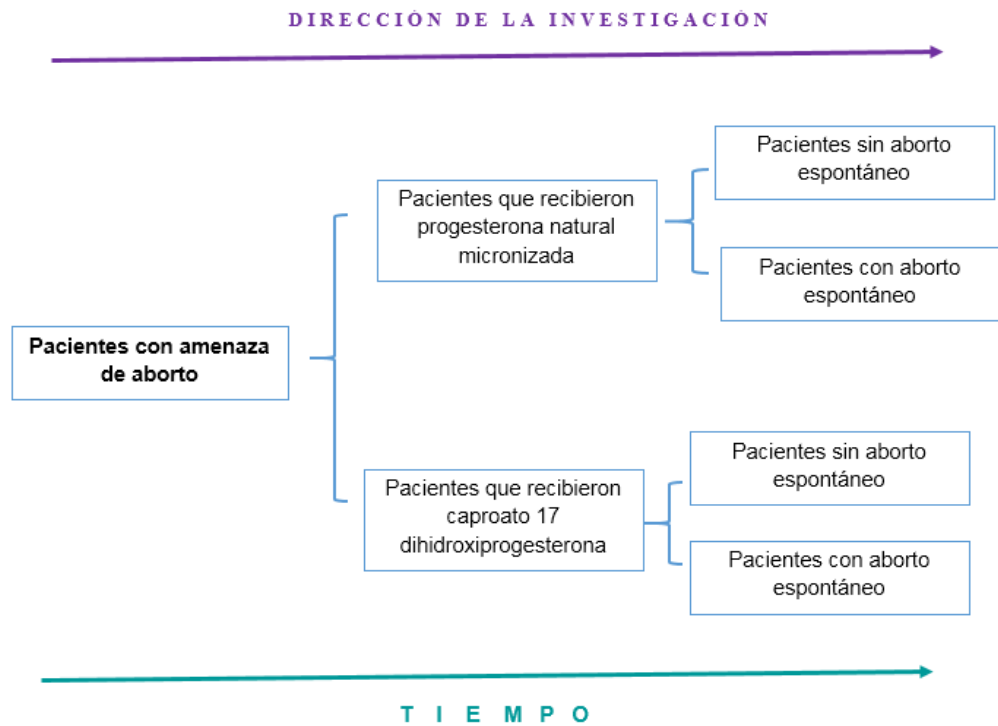 DIRECCIÓN DE LA INVESTIGACIÓN
Pacientes sin aborto
espontáneo
Pacientes que recibieron
progesterona natural
micronizada
Pacientes con aborto
espontáneo
Pacientes con amenaza
de aborto
Pacientes sin aborto
espontáneo
Pacientes que recibieron
caproato 17
dihidroxiprogesterona
Pacientes con aborto
espontáneo
TIEMPO